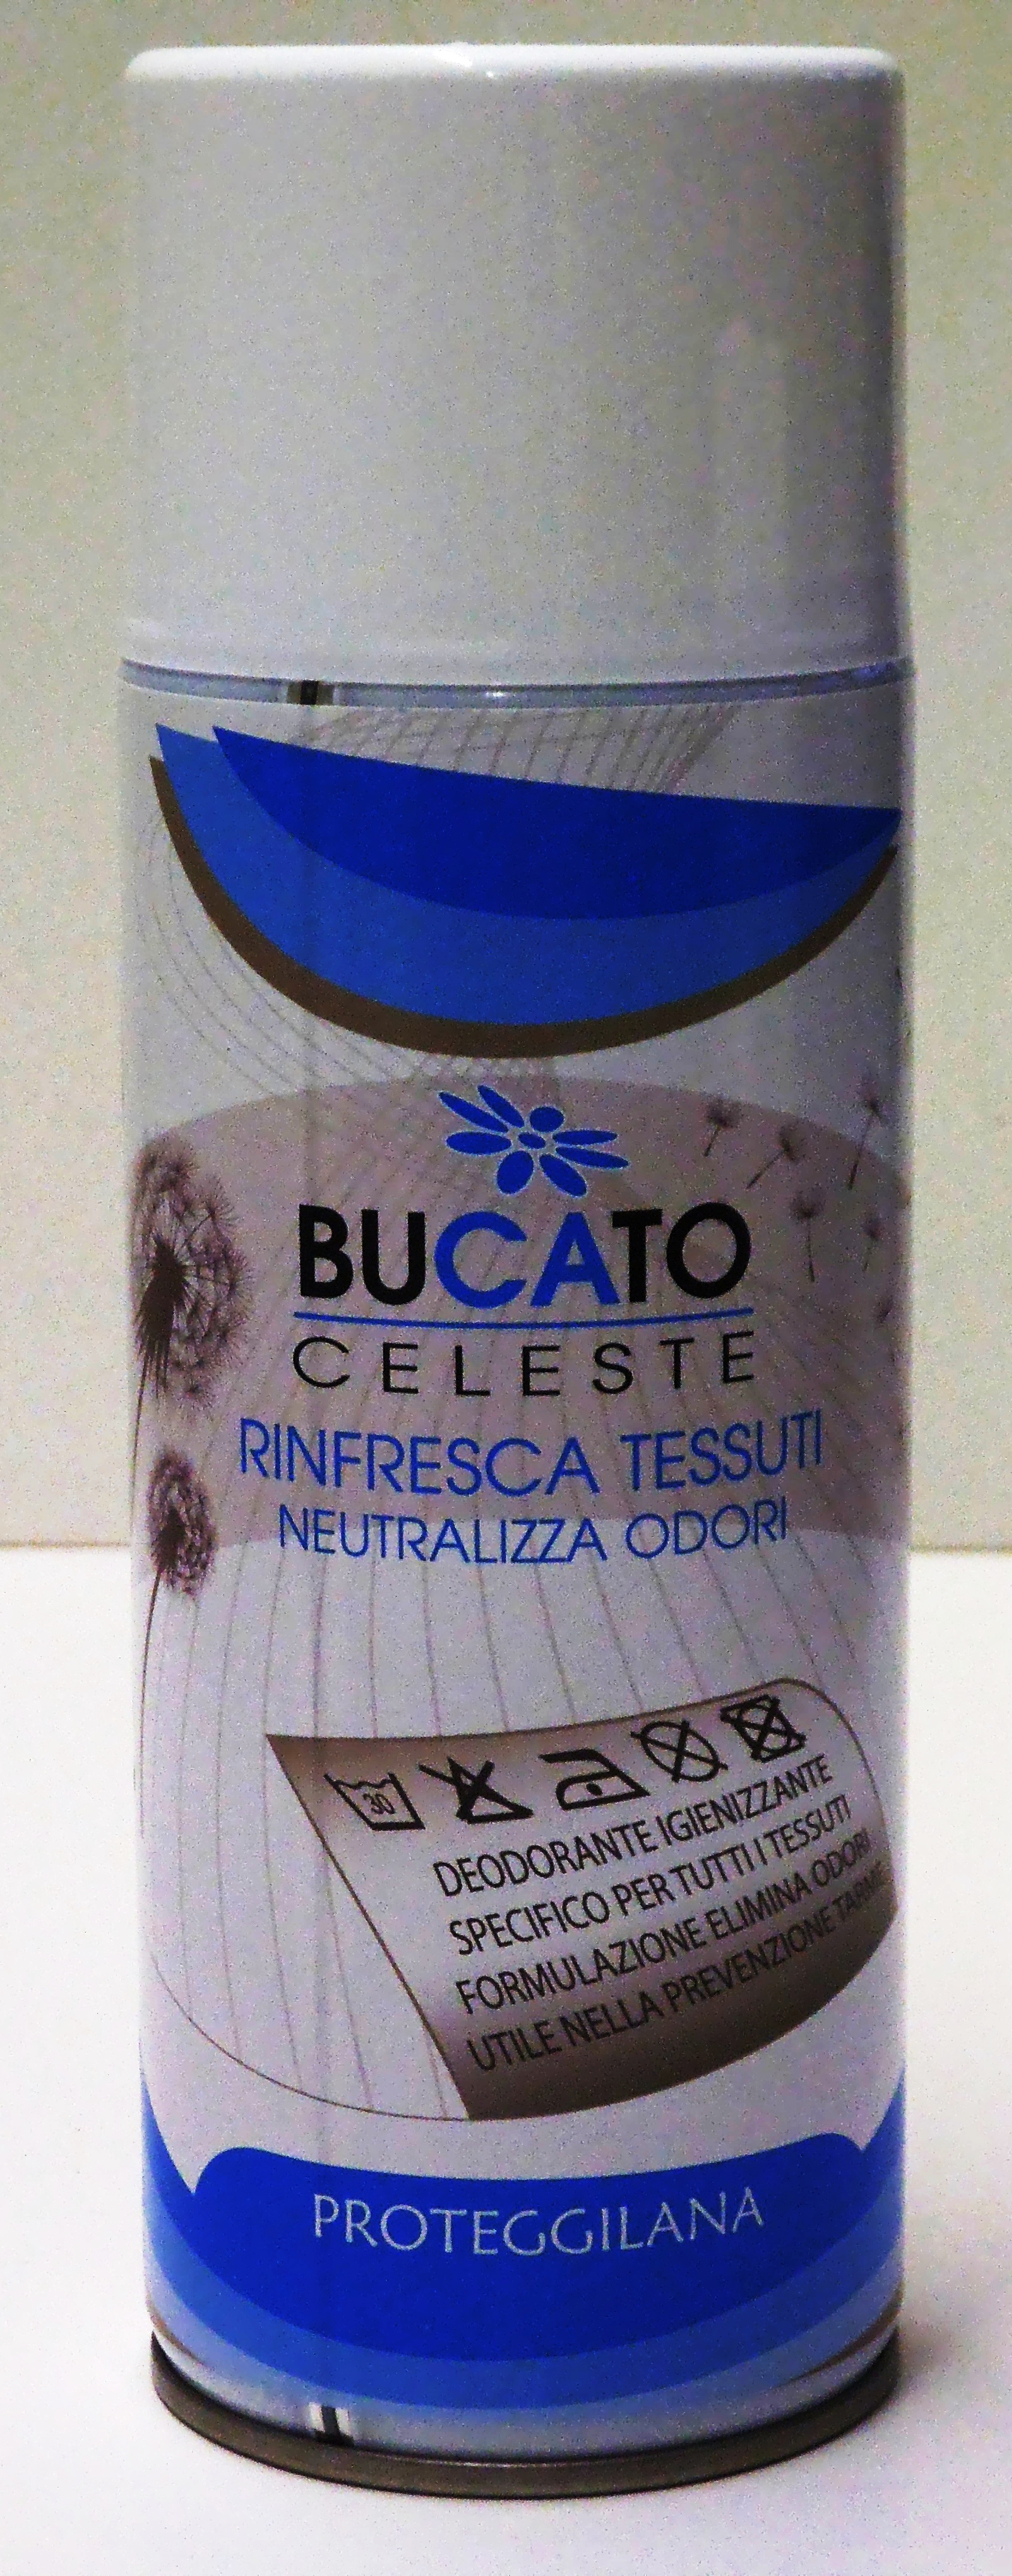 BUCATO
CELESTE
RINFRESCA TESSUTI
NEUTRALIZZA ODORI
30
DEODORANTE IGIENIZZANTE
SPECIFICO PER TUTTI I TESSUTI
FORMULAZIONE ELIMINA ODORI
UTILE NELLA PREVENZIONE TARME
PROTEGGILANA